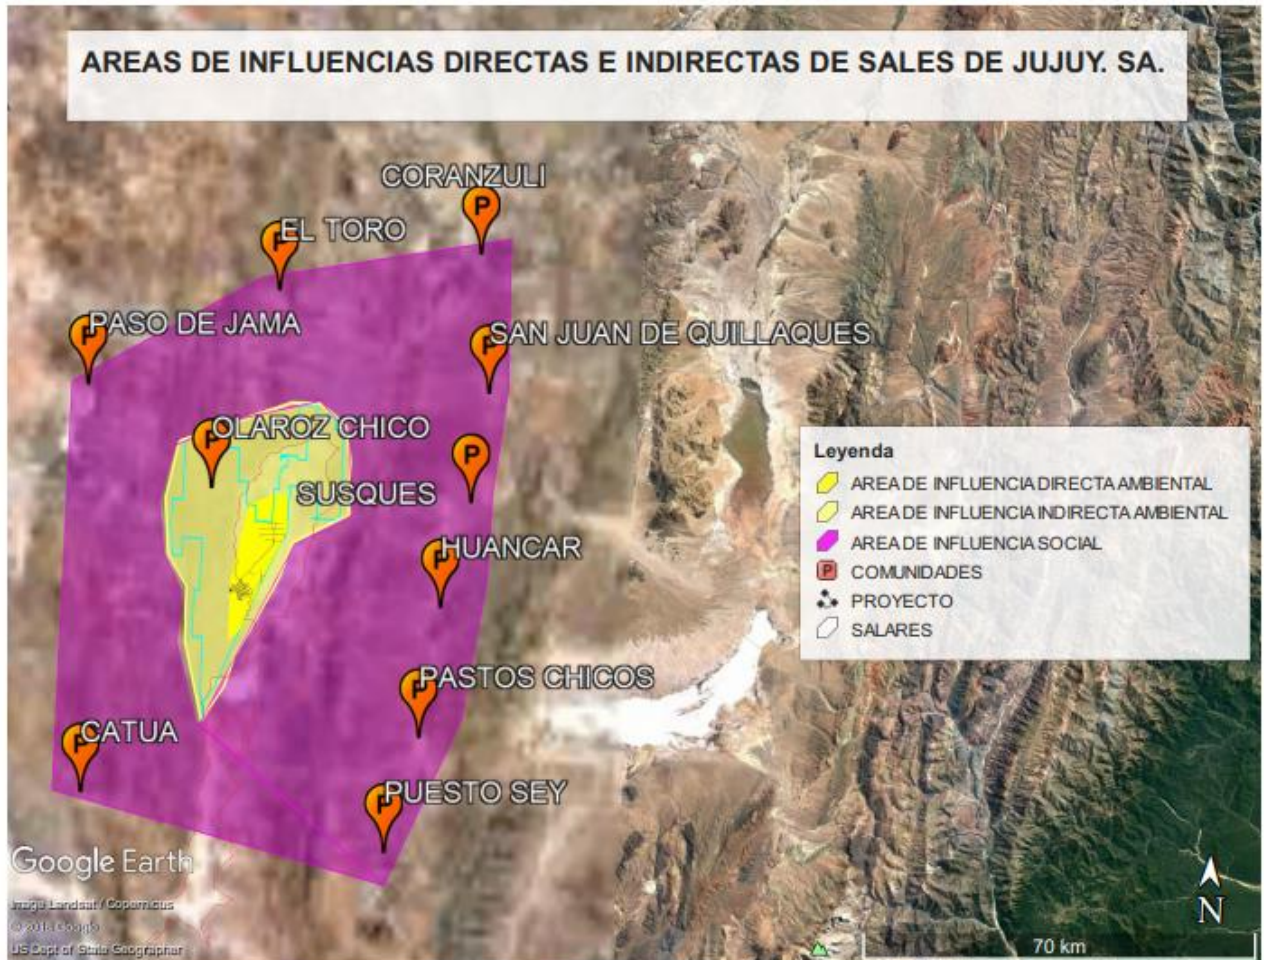 AREAS DE INFLUENCIAS DIRECTAS E INDIRECTAS DE SALES DE JUJUY. SA.
CORANZULI
P
EL TORO
P
PASO DE JAMA
P
SAN JUAN DE QUILLAQUES
P
OLAROZ CHICO
P
P
SUSQUES
HUANCAR
P
PASTOS CHICOS
P
CATUA
P
PUESTO SEY
P
Leyenda
AREA DE INFLUENCIA DIRECTA AMBIENTAL
AREA DE INFLUENCIA INDIRECTA AMBIENTAL
AREA DE INFLUENCIA SOCIAL
P COMUNIDADES
PROYECTO
SALARES
Google Earth
Image Landsat / Copernicus
© 2018 Google
US Dept of State Geographer
N
70 km